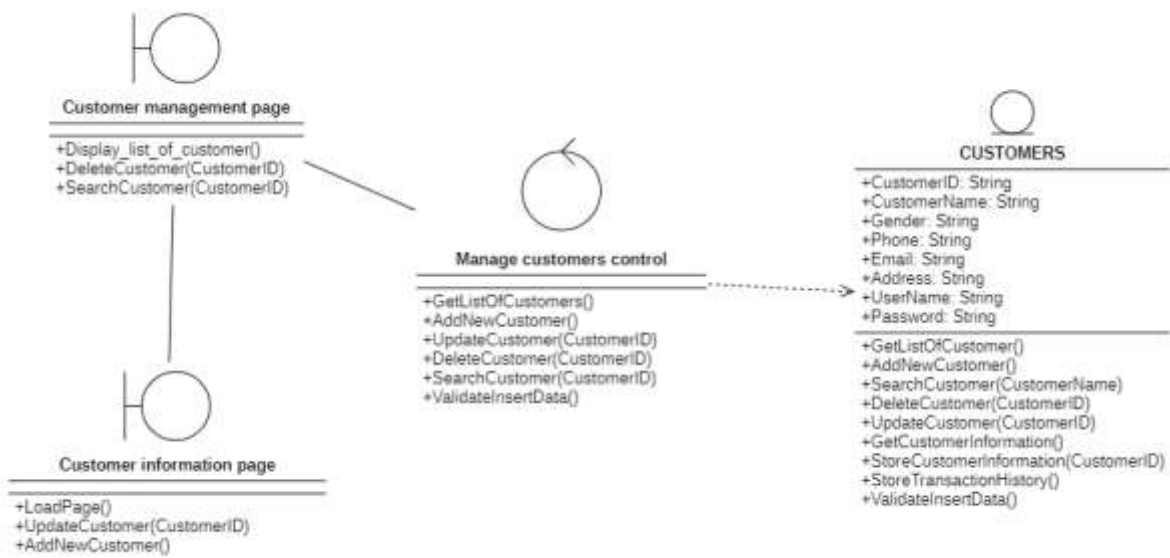 Customer management page
+Display_list_of_customer()
+DeleteCustomer(CustomerID)
+SearchCustomer(CustomerID)
Customer information page
+LoadPage()
+UpdateCustomer(CustomerID)
+AddNewCustomer()
Manage customers control
+GetListOfCustomers()
+AddNewCustomer()
+UpdateCustomer(CustomerID)
+DeleteCustomer(CustomerID)
+SearchCustomer(CustomerID)
+ValidateInsertData()
CUSTOMERS
+CustomerID: String
+CustomerName: String
+Gender: String
+Phone: String
+Email: String
+Address: String
+UserName: String
+Password: String
+GetListOfCustomer()
+AddNewCustomer()
+SearchCustomer(CustomerName)
+DeleteCustomer(CustomerID)
+UpdateCustomer(CustomerID)
+GetCustomerInformation()
+StoreCustomerInformation(CustomerID)
+StoreTransactionHistory()
+ValidateInsertData()